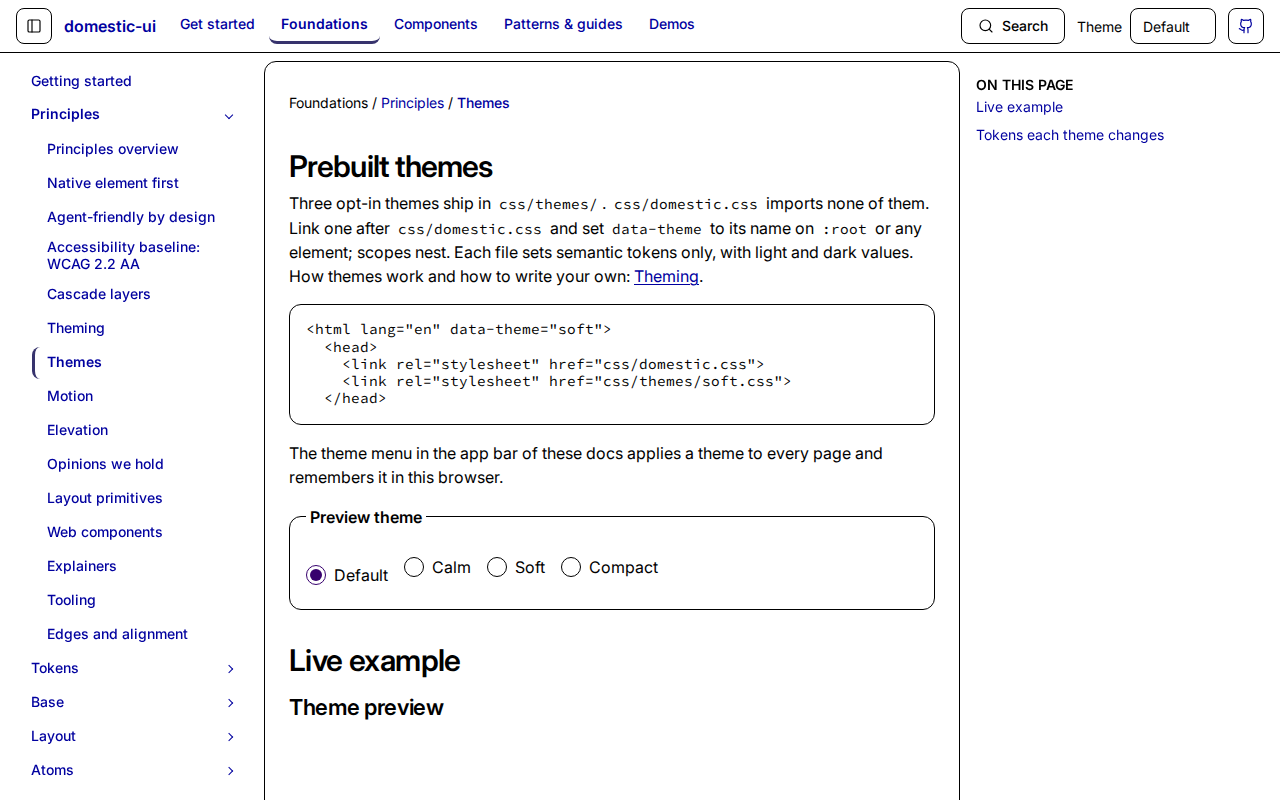 domestic-ui
Get started
Foundations
Components
Patterns & guides
Demos
Search
Theme
Default
Getting started
Principles
Principles overview
Native element first
Agent-friendly by design
Accessibility baseline:
WCAG 2.2 AA
Cascade layers
Theming
Themes
Motion
Elevation
Opinions we hold
Layout primitives
Web components
Explainers
Tooling
Edges and alignment
Tokens
Base
Layout
Atoms
Foundations / Principles / Themes
Prebuilt themes
Three opt-in themes ship in css/themes/. css/domestic.css imports none of them.
Link one after css/domestic.css and set data-theme to its name on :root or any
element; scopes nest. Each file sets semantic tokens only, with light and dark values.
How themes work and how to write your own: Theming.
<html lang="en" data-theme="soft">
  <head>
    <link rel="stylesheet" href="css/domestic.css">
    <link rel="stylesheet" href="css/themes/soft.css">
  </head>
The theme menu in the app bar of these docs applies a theme to every page and
remembers it in this browser.
Preview theme
Default
Calm
Soft
Compact
Live example
Theme preview
ON THIS PAGE
Live example
Tokens each theme changes